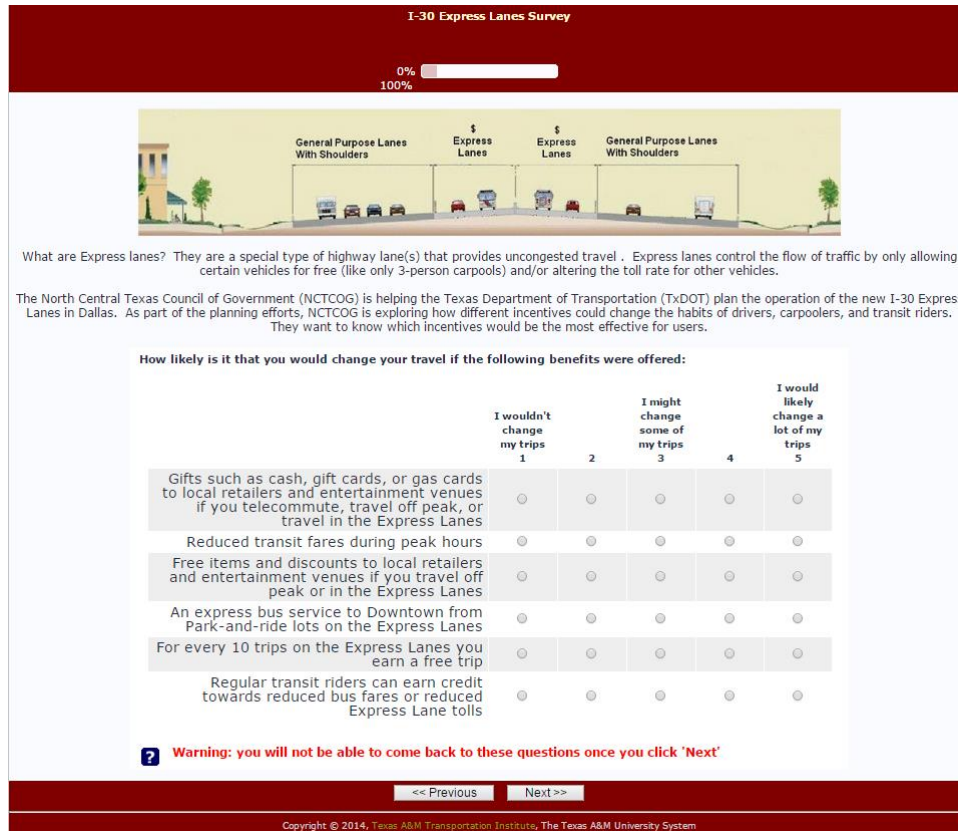 I-30 Express Lanes Survey
0%
100%
General Purpose Lanes
With Shoulders
$
Express
Lanes
$
Express
Lanes
General Purpose Lanes
With Shoulders
What are Express lanes? They are a special type of highway lane(s) that provides uncongested travel . Express lanes control the flow of traffic by only allowing
certain vehicles for free (like only 3-person carpools) and/or altering the toll rate for other vehicles.
The North Central Texas Council of Government (NCTCOG) is helping the Texas Department of Transportation (TxDOT) plan the operation of the new I-30 Expres
Lanes in Dallas. As part of the planning efforts, NCTCOG is exploring how different incentives could change the habits of drivers, carpoolers, and transit riders.
They want to know which incentives would be the most effective for users.
How likely is it that you would change your travel if the following benefits were offered:
I wouldn't
change
my trips
1
2
I might
change
some of
my trips
3
4
I would
likely
change a
lot of my
trips
5
Gifts such as cash, gift cards, or gas cards
to local retailers and entertainment venues
if you telecommute, travel off peak, or
travel in the Express Lanes
Reduced transit fares during peak hours
Free items and discounts to local retailers
and entertainment venues if you travel off
peak or in the Express Lanes
An express bus service to Downtown from
Park-and-ride lots on the Express Lanes
For every 10 trips on the Express Lanes you
earn a free trip
Regular transit riders can earn credit
towards reduced bus fares or reduced
Express Lane tolls
? Warning: you will not be able to come back to these questions once you click 'Next'
<< Previous
Next >>
Copyright © 2014, Texas A&M Transportation Institute, The Texas A&M University System